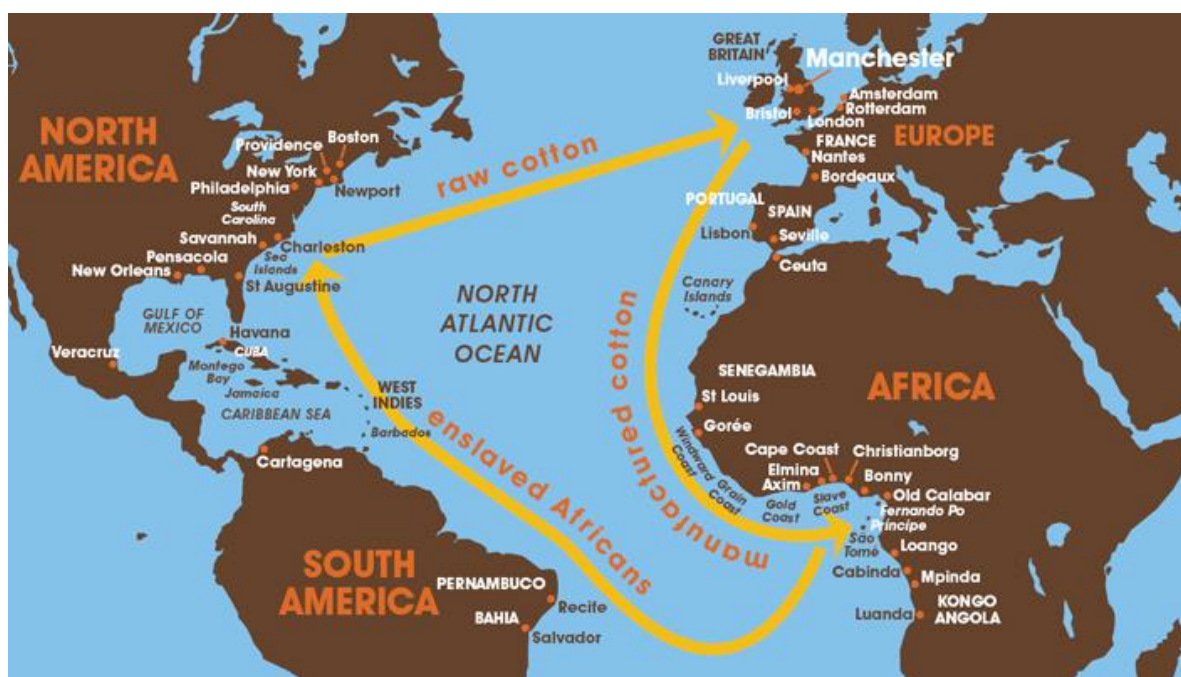 GREAT
BRITAIN
Manchester
Liverpool
Amsterdam
Rotterdam
Bristol
London
EUROPE
FRANCE
Nantes
Bordeaux
NORTH
AMERICA
Boston
Providence
New York
Newport
Philadelphia
South
Carolina
raw cotton
PORTUGAL
SPAIN
Lisbon
Seville
Ceuta
Savannah
Charleston
Sea
Islands
Pensacola
New Orleans
St Augustine
Canary
Islands
GULF OF
MEXICO
NORTH
ATLANTIC
OCEAN
Havana
CUBA
Veracruz
Montego
Bay
Jamaica
WEST
INDIES
CARIBBEAN SEA
Barbados
Cartagena
manufactured cotton
SENEGAMBIA
AFRICA
St Louis
Gorée
Windward
Coast
Grain
Coast
Cape Coast
Christianborg
Elmina
Axim
Bonny
Gold
Coast
Slave
Coast
Old Calabar
Fernando Po
Príncipe
São
Tomé
Loango
Cabinda
Mpinda
KONGO
Luanda
ANGOLA
enslaved Africans
SOUTH
AMERICA
PERNAMBUCO
Recife
BAHIA
Salvador